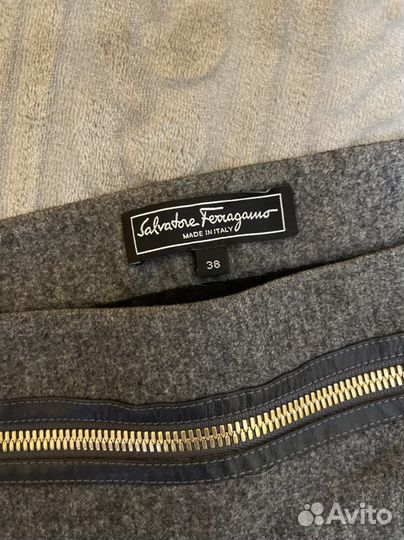 Salvatore Ferragamo
MADE IN ITALY
38
Avito